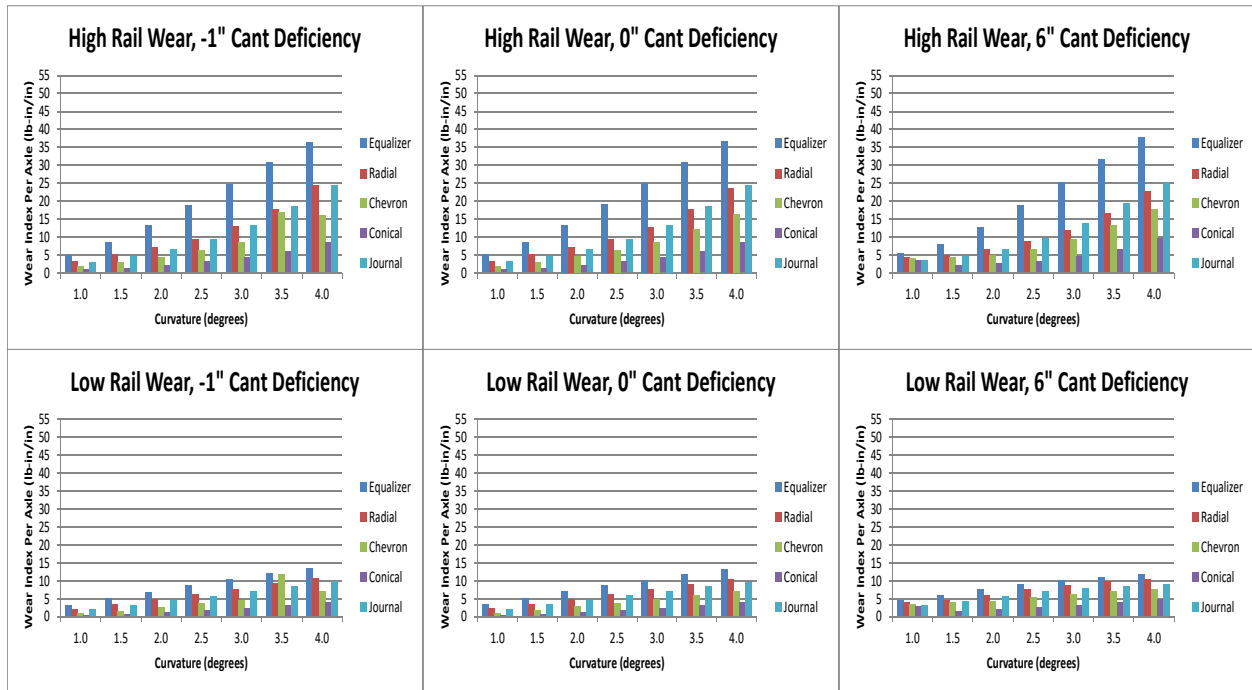 High Rail Wear, -1" Cant Deficiency
Wear Index Per Axle (lb-in/in)
55
50
45
40
35
30
25
20
15
10
5
0
1.0 1.5 2.0 2.5 3.0 3.5 4.0
Curvature (degrees)
Equalizer
Radial
Chevron
Conical
Journal
High Rail Wear, 0" Cant Deficiency
Wear Index Per Axle (lb-in/in)
55
50
45
40
35
30
25
20
15
10
5
0
1.0 1.5 2.0 2.5 3.0 3.5 4.0
Curvature (degrees)
Equalizer
Radial
Chevron
Conical
Journal
High Rail Wear, 6" Cant Deficiency
Wear Index Per Axle (lb-in/in)
55
50
45
40
35
30
25
20
15
10
5
0
1.0 1.5 2.0 2.5 3.0 3.5 4.0
Curvature (degrees)
Equalizer
Radial
Chevron
Conical
Journal
Low Rail Wear, -1" Cant Deficiency
Wear Index Per Axle (lb-in/in)
55
50
45
40
35
30
25
20
15
10
5
0
1.0 1.5 2.0 2.5 3.0 3.5 4.0
Curvature (degrees)
Equalizer
Radial
Chevron
Conical
Journal
Low Rail Wear, 0" Cant Deficiency
Wear Index Per Axle (lb-in/in)
55
50
45
40
35
30
25
20
15
10
5
0
1.0 1.5 2.0 2.5 3.0 3.5 4.0
Curvature (degrees)
Equalizer
Radial
Chevron
Conical
Journal
Low Rail Wear, 6" Cant Deficiency
Wear Index Per Axle (lb-in/in)
55
50
45
40
35
30
25
20
15
10
5
0
1.0 1.5 2.0 2.5 3.0 3.5 4.0
Curvature (degrees)
Equalizer
Radial
Chevron
Conical
Journal